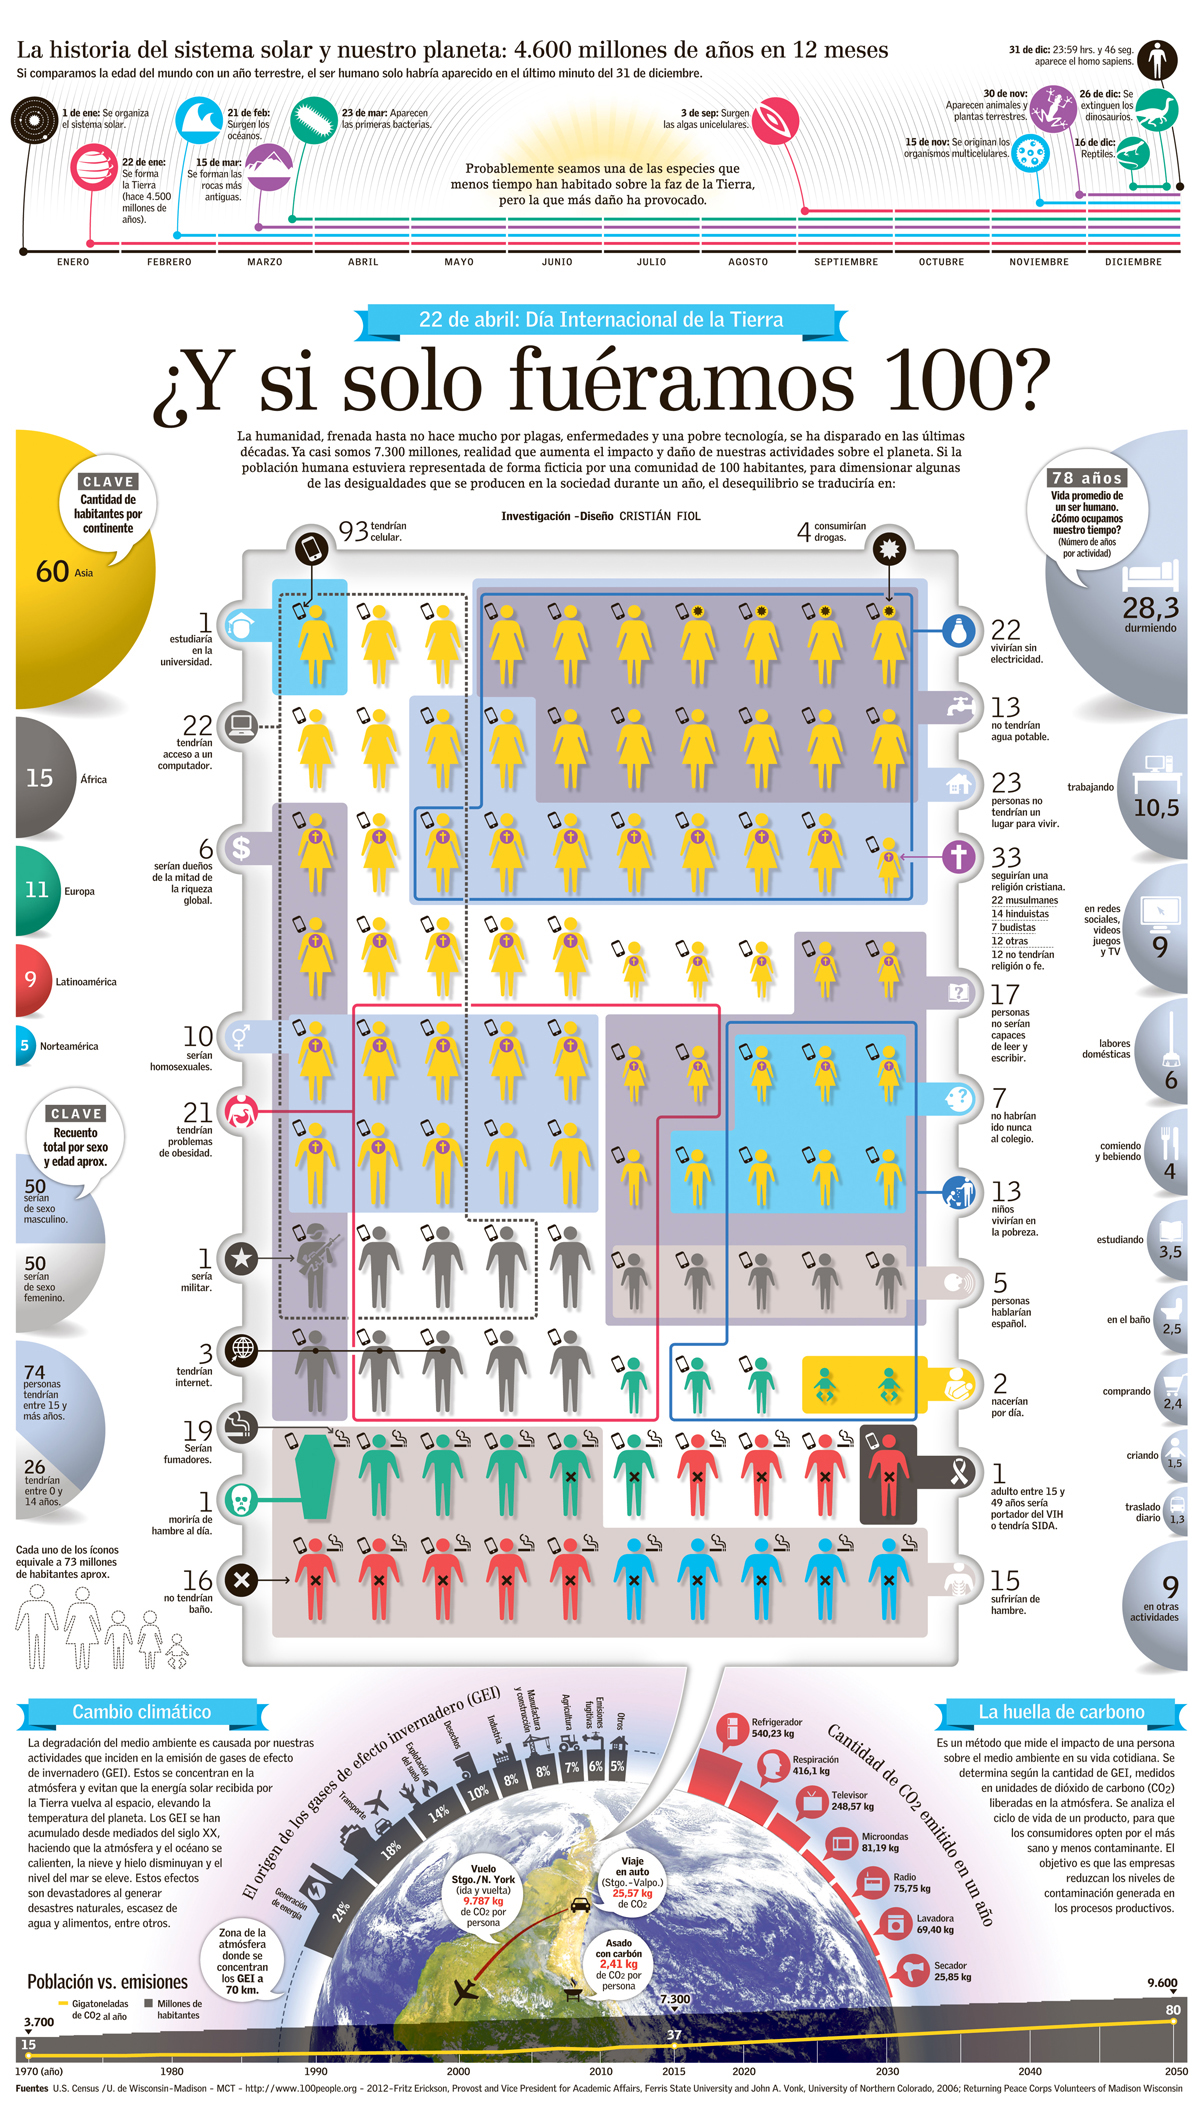 La historia del sistema solar y nuestro planeta: 4.600 millones de años en 12 meses
Si comparamos la edad del mundo con un año terrestre, el ser humano solo habría aparecido en el último minuto del 31 de diciembre.
1 de ene: Se organiza
el sistema solar.
22 de ene:
Se forma
la Tierra
(hace 4.500
millones de
años).
21 de feb:
Surgen los
océanos.
15 de mar:
Se forman las
rocas más
antiguas.
23 de mar: Aparecen
las primeras bacterias.
Probablemente seamos una de las especies que
menos tiempo han habitado sobre la faz de la Tierra,
pero la que más daño ha provocado.
3 de sep: Surgen
las algas unicelulares.
15 de nov: Se originan los
organismos multicelulares.
30 de nov:
Aparecen animales y
plantas terrestres.
16 de dic:
Reptiles.
26 de dic: Se
extinguen los
dinosaurios.
31 de dic: 23:59 hrs. y 46 seg.
aparece el homo sapiens.
ENERO FEBRERO MARZO ABRIL MAYO JUNIO JULIO AGOSTO SEPTIEMBRE OCTUBRE NOVIEMBRE DICIEMBRE
22 de abril: Día Internacional de la Tierra
¿Y si solo fuéramos 100?
La humanidad, frenada hasta no hace mucho por plagas, enfermedades y una pobre tecnología, se ha disparado en las últimas
décadas. Ya casi somos 7.300 millones, realidad que aumenta el impacto y daño de nuestras actividades sobre el planeta. Si la
población humana estuviera representada de forma ficticia por una comunidad de 100 habitantes, para dimensionar algunas
de las desigualdades que se producen en la sociedad durante un año, el desequilibrio se traduciría en:
Investigación - Diseño CRISTIÁN FIOL
CLAVE
Cantidad de
habitantes por
continente
60 Asia
15 África
11 Europa
9 Latinoamérica
5 Norteamérica
CLAVE
Recuento
total por sexo
y edad aprox.
50
serían
de sexo
masculino.
50
serían
de sexo
femenino.
74
personas
tendrían
entre 15 y
más años.
26
tendrían
entre 0 y
14 años.
Cada uno de los íconos
equivale a 73 millones
de habitantes aprox.
93 tendrían
celular.
4 consumirían
drogas.
1
estudiaría
en la
universidad.
22
tendrían
acceso a un
computador.
6
serían dueños
de la mitad de
la riqueza
global.
10
serían
homosexuales.
21
tendrían
problemas
de obesidad.
1
sería
militar.
3
tendrían
internet.
19
Serían
fumadores.
1
moriría de
hambre al día.
16
no tendrían
baño.
22
vivirían sin
electricidad.
13
no tendrían
agua potable.
23
personas no
tendrían un
lugar para vivir.
33
seguirían una
religión cristiana.
22 musulmanes
14 hinduistas
7 budistas
12 otras
12 no tendrían
religión o fe.
17
personas
no serían
capaces
de leer y
escribir.
7
no habrían
ido nunca
al colegio.
13
niños
vivirían en
la pobreza.
5
personas
hablarían
español.
2
nacerían
por día.
1
adulto entre 15 y
49 años sería
portador del VIH
o tendría SIDA.
15
sufrirían de
hambre.
78 años
Vida promedio de
un ser humano.
¿Cómo ocupamos
nuestro tiempo?
(Número de años
por actividad)
28,3
durmiendo
trabajando
10,5
en redes
sociales,
videos
juegos
y TV
9
labores
domésticas
6
comiendo
y bebiendo
4
estudiando
3,5
en el baño
2,5
comprando
2,4
criando
1,5
traslado
diario
1,3
9
en otras
actividades
Cambio climático
La degradación del medio ambiente es causada por nuestras
actividades que inciden en la emisión de gases de efecto
de invernadero (GEI). Estos se concentran en la
atmósfera y evitan que la energía solar recibida por
la Tierra vuelva al espacio, elevando la
temperatura del planeta. Los GEI se han
acumulado desde mediados del siglo XX,
haciendo que la atmósfera y el océano se
calienten, la nieve y hielo disminuyan y el
nivel del mar se eleve. Estos efectos
son devastadores al generar
desastres naturales, escasez de
agua y alimentos, entre otros.
El origen de los gases de efecto invernadero (GEI)
Generación
de energía
24%
Transporte
18%
Explotación
del suelo
14%
Desechos
10%
Industria
8%
Manufactura
y construcción
8%
Agricultura
7%
Emisiones
fugitivas
6%
Otros
5%
Zona de la
atmósfera
donde se
concentran
los GEI a
70 km.
Vuelo
Stgo./N. York
(ida y vuelta)
9.787 kg
de CO2 por
persona
Viaje
en auto
(Stgo.-Valpo.)
25,57 kg
de CO2
Asado
con carbón
2,41 kg
de CO2 por
persona
Cantidad de CO2 emitido en un año
Refrigerador
540,23 kg
Respiración
416,1 kg
Televisor
248,57 kg
Microondas
81,19 kg
Radio
75,75 kg
Lavadora
69,40 kg
Secador
25,85 kg
La huella de carbono
Es un método que mide el impacto de una persona
sobre el medio ambiente en su vida cotidiana. Se
determina según la cantidad de GEI, medidos
en unidades de dióxido de carbono (CO2)
liberadas en la atmósfera. Se analiza el
ciclo de vida de un producto, para que
los consumidores opten por el más
sano y menos contaminante. El
objetivo es que las empresas
reduzcan los niveles de
contaminación generada en
los procesos productivos.
Población vs. emisiones
Gigatoneladas
de CO2 al año
Millones de
habitantes
3.700
15
7.300
37
9.600
80
1970 (año) 1980 1990 2000 2010 2015 2030 2040 2050
Fuentes U.S. Census /U. de Wisconsin-Madison - MCT - http://www.100people.org - 2012-Fritz Erickson, Provost and Vice President for Academic Affairs, Ferris State University and John A. Vonk, University of Northern Colorado, 2006; Returning Peace Corps Volunteers of Madison Wisconsin